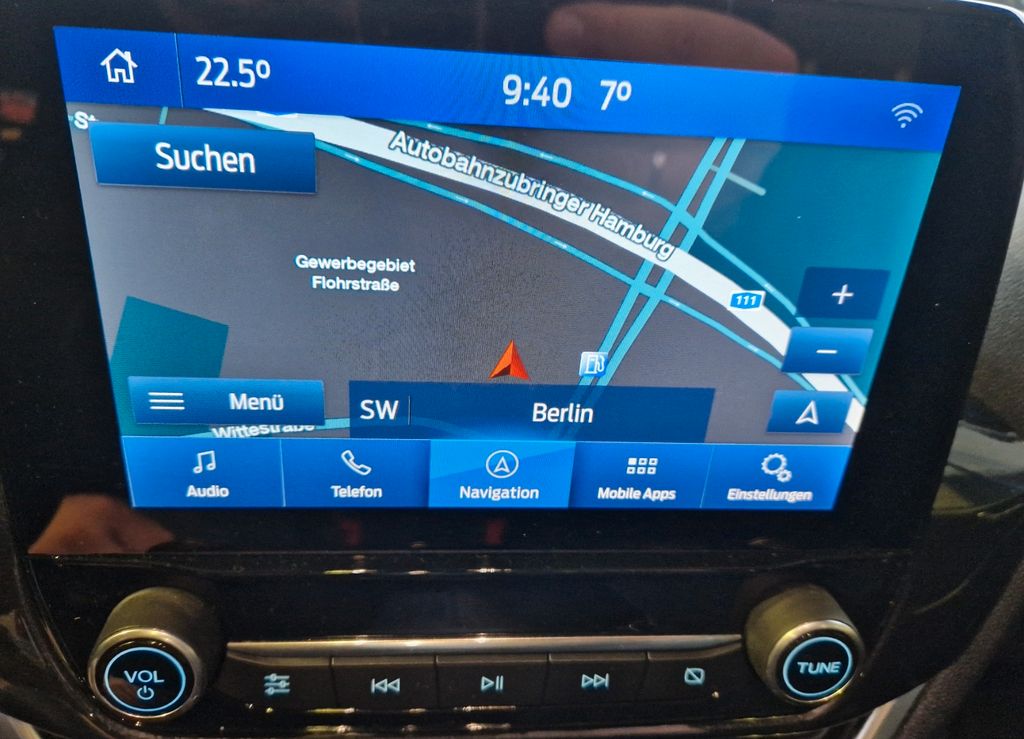 22.5°
9:40 7°
St.
Suchen
Autobahnzubringer Hamburg
Gewerbegebiet
Flohrstraße
111
+
−
Menü
SW
Berlin
Wittestraße
Audio
Telefon
Navigation
Mobile Apps
Einstellungen
VOL
TUNE